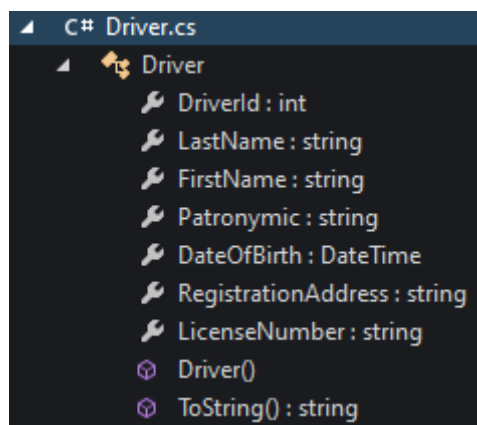 C# Driver.cs
Driver
DriverId : int
LastName : string
FirstName : string
Patronymic : string
DateOfBirth : DateTime
RegistrationAddress : string
LicenseNumber : string
Driver()
ToString() : string